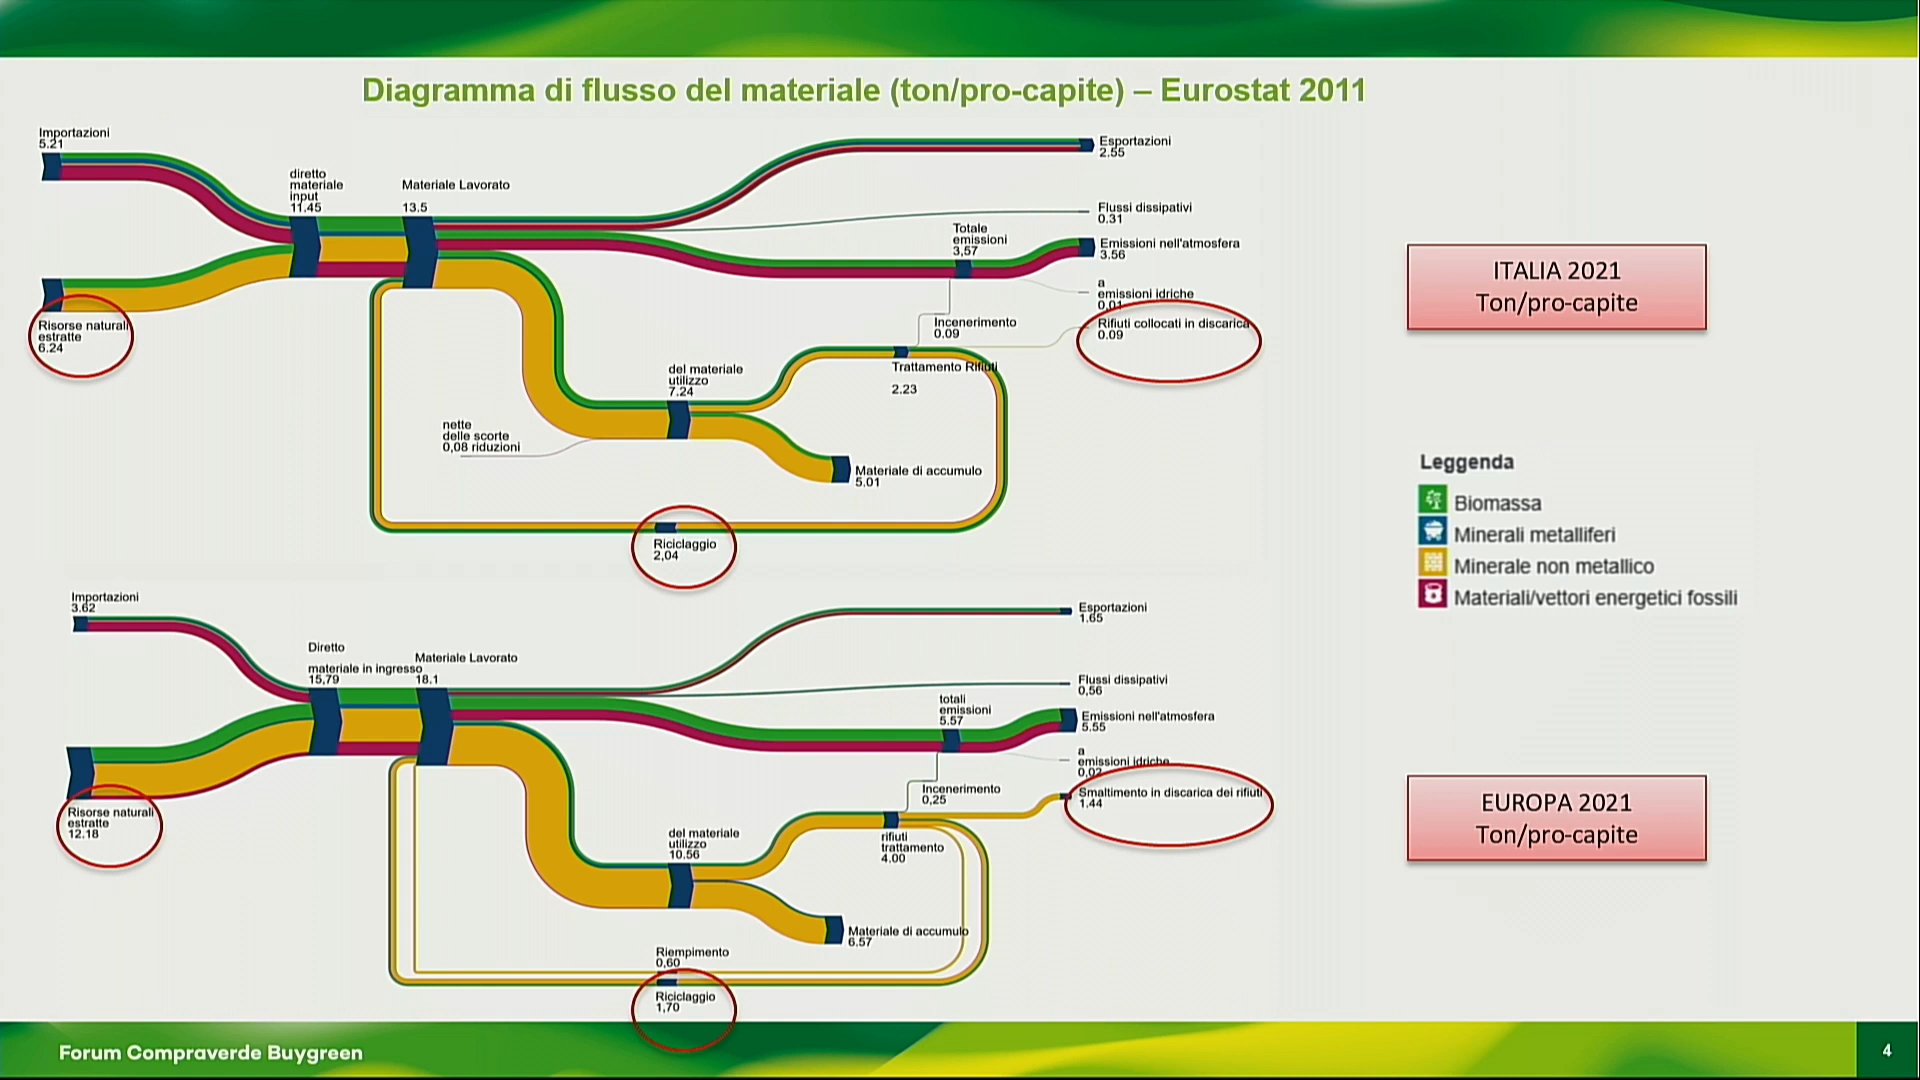 Diagramma di flusso del materiale (ton/pro-capite) – Eurostat 2011
Importazioni
5.21
diretto
materiale
input
11.45
Materiale Lavorato
13.5
Esportazioni
2.55
Flussi dissipativi
0.31
Totale
emissioni
3,57
Emissioni nell'atmosfera
3.56
a
emissioni idriche
0,01
Incenerimento
0.09
Rifiuti collocati in discarica
0.09
Risorse naturali
estratte
6.24
Trattamento Rifiuti
2.23
del materiale
utilizzo
7.24
nette
delle scorte
0,08 riduzioni
Materiale di accumulo
5.01
Riciclaggio
2,04
ITALIA 2021
Ton/pro-capite
Leggenda
Biomassa
Minerali metalliferi
Minerale non metallico
Materiali/vettori energetici fossili
Importazioni
3.62
Diretto
materiale in ingresso
15,79
Materiale Lavorato
18.1
Esportazioni
1.65
Flussi dissipativi
0,56
totali
emissioni
5.57
Emissioni nell'atmosfera
5.55
a
emissioni idriche
0,02
Incenerimento
0,25
Smaltimento in discarica dei rifiuti
1.44
Risorse naturali
estratte
12.18
del materiale
utilizzo
10.56
rifiuti
trattamento
4.00
Materiale di accumulo
6.57
Riempimento
0,60
Riciclaggio
1,70
EUROPA 2021
Ton/pro-capite
Forum Compraverde Buygreen
4